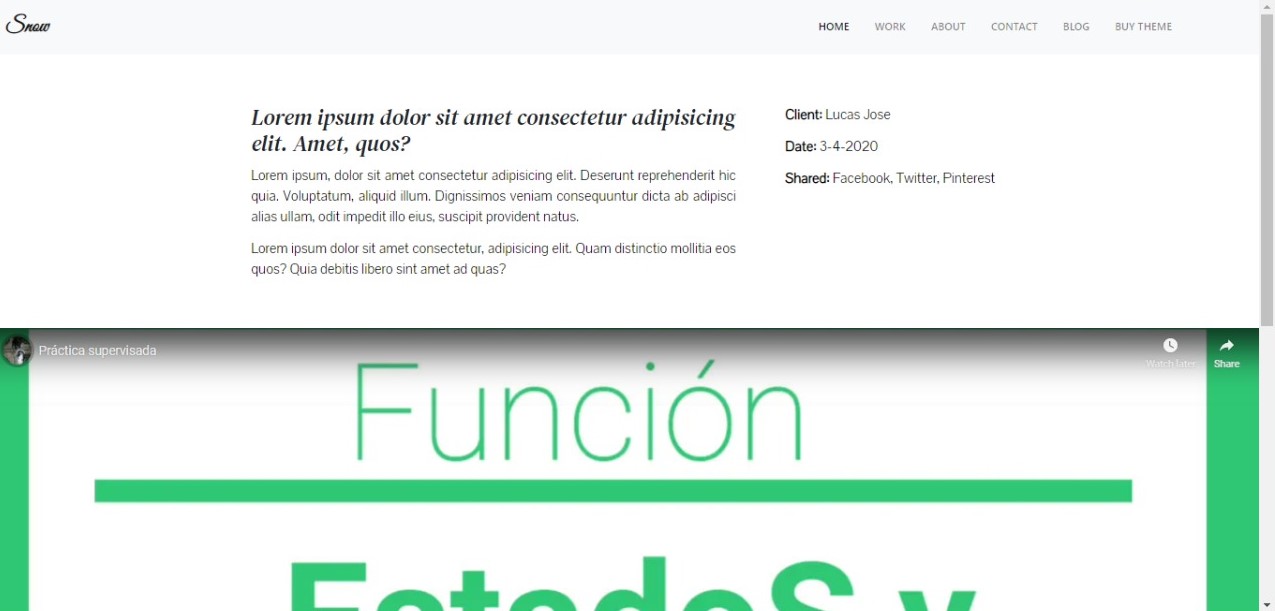 Snow
HOME WORK ABOUT CONTACT BLOG BUY THEME
Lorem ipsum dolor sit amet consectetur adipisicing
elit. Amet, quos?
Lorem ipsum, dolor sit amet consectetur adipisicing elit. Deserunt reprehenderit hic
quia. Voluptatum, aliquid illum. Dignissimos veniam consequuntur dicta ab adipisci
alias ullam, odit impedit illo eius, suscipit provident natus.
Lorem ipsum dolor sit amet consectetur, adipisicing elit. Quam distinctio mollitia eos
quos? Quia debitis libero sint amet ad quas?
Client: Lucas Jose
Date: 3-4-2020
Shared: Facebook, Twitter, Pinterest
Práctica supervisada
Watch later
Share
Función
EstadoS y